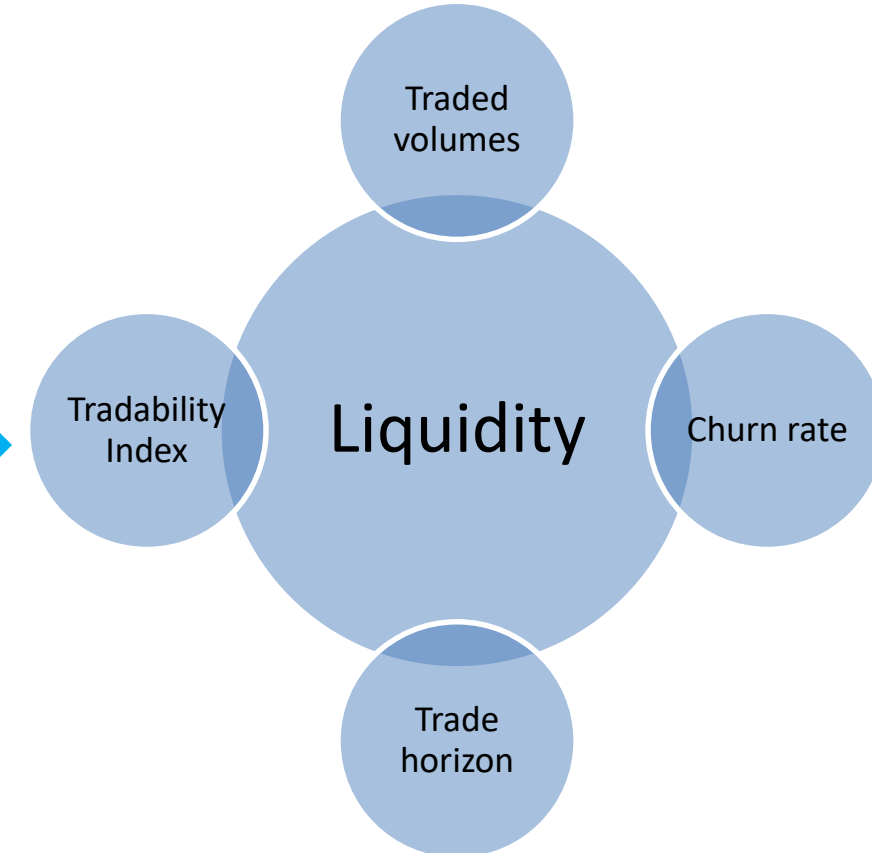 Traded
volumes
Tradability
Index
Liquidity
Churn rate
Trade
horizon